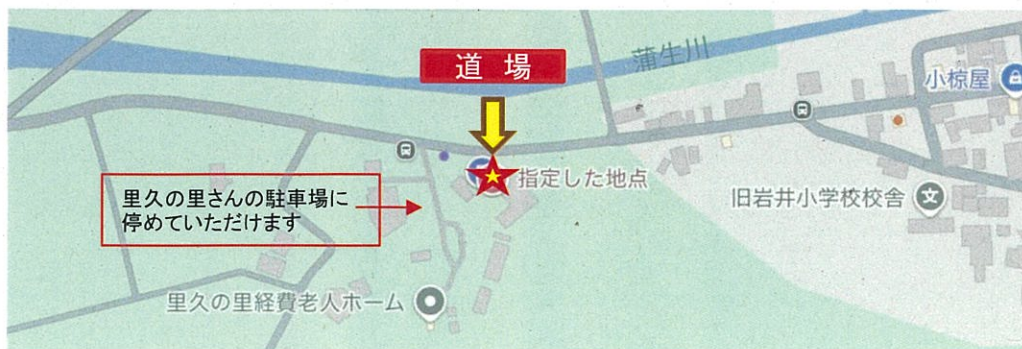 道 場
蒲生川
小椋屋
指定した地点
里久の里さんの駐車場に
停めていただけます
旧岩井小学校校舎
文
里久の里経費老人ホーム